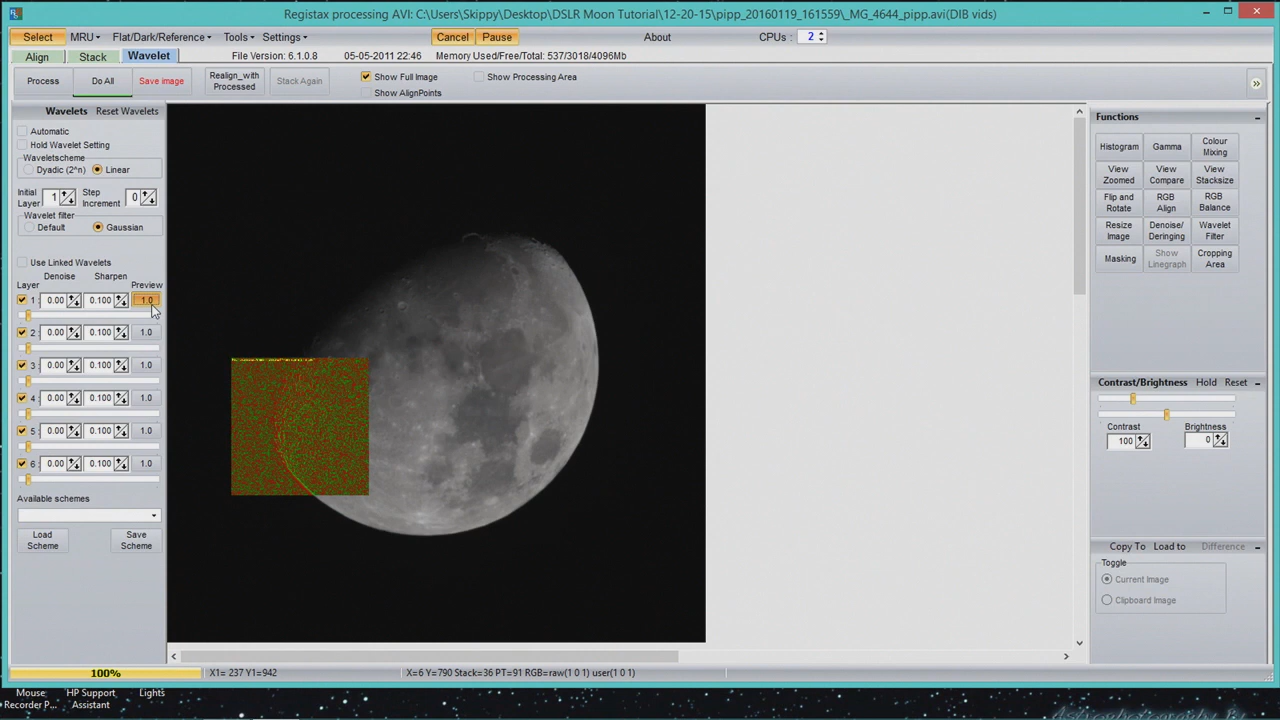 Registax processing AVI: C:\Users\Skippy\Desktop\DSLR Moon Tutorial\12-20-15\pipp_20160119_161559\_MG_4644_pipp.avi(DIB vids)
Select MRU Flat/Dark/Reference Tools Settings Cancel Pause About CPUs: 2
Align Stack Wavelet File Version: 6.1.0.8 05-05-2011 22:46 Memory Used/Free/Total: 537/3018/4096Mb
Process Do All Save image Realign_with Processed Stack Again
Show Full Image Show Processing Area
Show AlignPoints
Wavelets Reset Wavelets
Automatic
Hold Wavelet Setting
Waveletscheme
Dyadic (2^n) Linear
Initial Layer 1 Step Increment 0
Wavelet filter
Default Gaussian
Use Linked Wavelets
Denoise Sharpen
Layer Preview
1 : 0.00 0.100 1.0
2 : 0.00 0.100 1.0
3 : 0.00 0.100 1.0
4 : 0.00 0.100 1.0
5 : 0.00 0.100 1.0
6 : 0.00 0.100 1.0
Available schemes
Load Scheme Save Scheme
Functions
Histogram Gamma Colour Mixing
View Zoomed View Compare View Stacksize
Flip and Rotate RGB Align RGB Balance
Resize Image Denoise/ Deringing Wavelet Filter
Masking Show Linegraph Cropping Area
Contrast/Brightness Hold Reset
Contrast Brightness
100 0
Copy To Load to Difference
Toggle
Current Image
Clipboard Image
100% X1= 237 Y1=942 X=6 Y=790 Stack=36 PT=91 RGB=raw(1 0 1) user(1 0 1)
Mouse HP Support Lights
Recorder P... Assistant